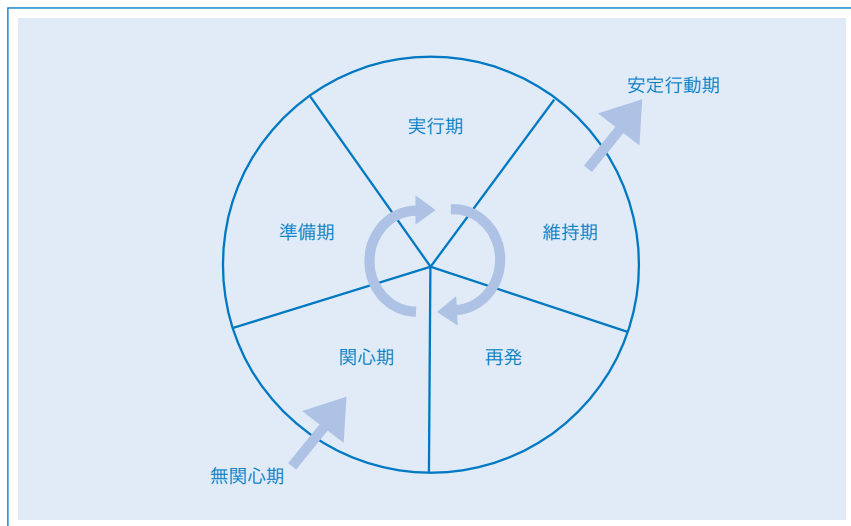 安定行動期
実行期
準備期
維持期
関心期
再発
無関心期